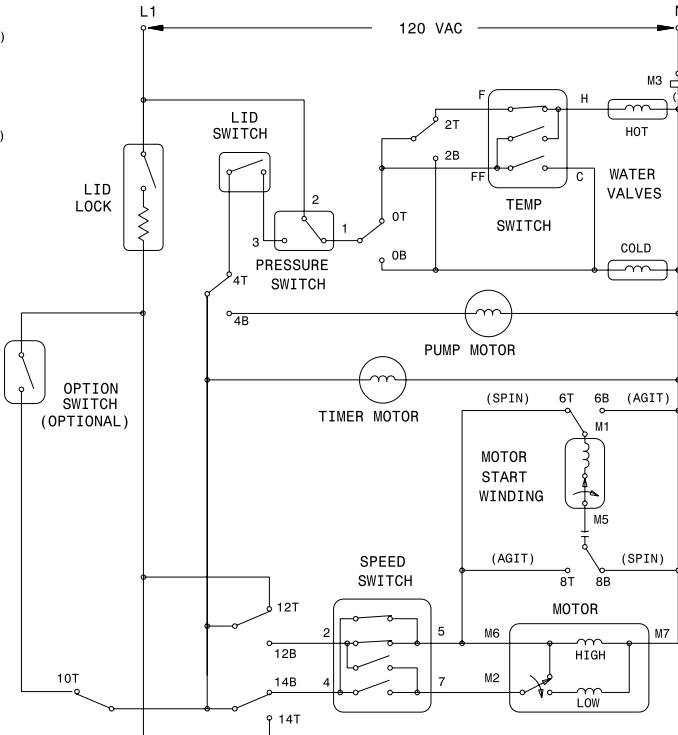 L1
120 VAC
M3
F
H
2T
HOT
LID
SWITCH
2B
FF
C
WATER
VALVES
LID
LOCK
TEMP
SWITCH
2
0T
1
3
COLD
PRESSURE
SWITCH
0B
4T
4B
PUMP MOTOR
OPTION
SWITCH
(OPTIONAL)
TIMER MOTOR
(SPIN)
6T
6B
(AGIT)
M1
MOTOR
START
WINDING
M5
SPEED
SWITCH
(AGIT)
(SPIN)
8T
8B
12T
MOTOR
2
5
M6
M7
12B
HIGH
10T
14B
4
7
M2
LOW
14T